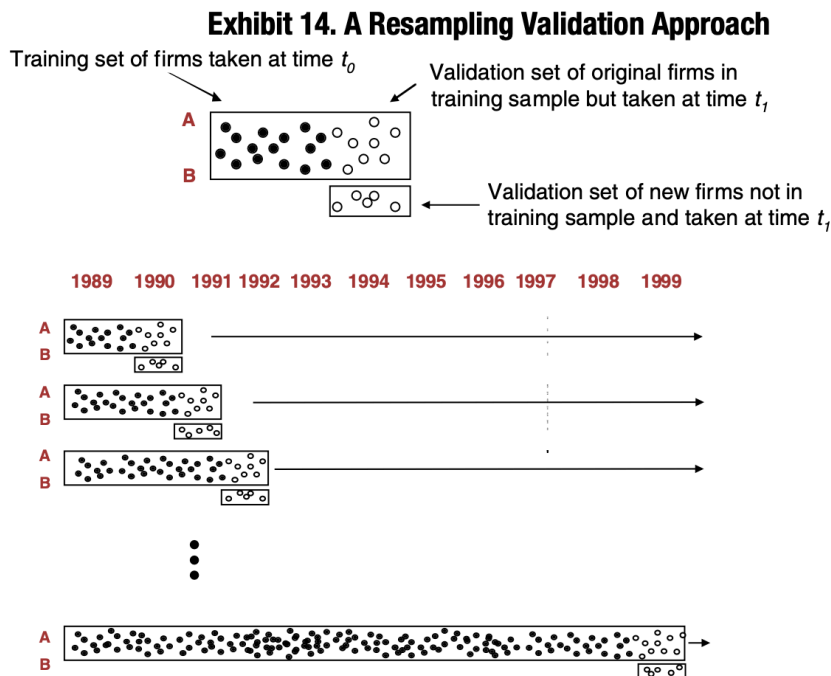 Exhibit 14. A Resampling Validation Approach
Training set of firms taken at time t0
Validation set of original firms in
training sample but taken at time t1
A
B
Validation set of new firms not in
training sample and taken at time t1
1989 1990 1991 1992 1993 1994 1995 1996 1997 1998 1999
A
B
A
B
A
B
A
B